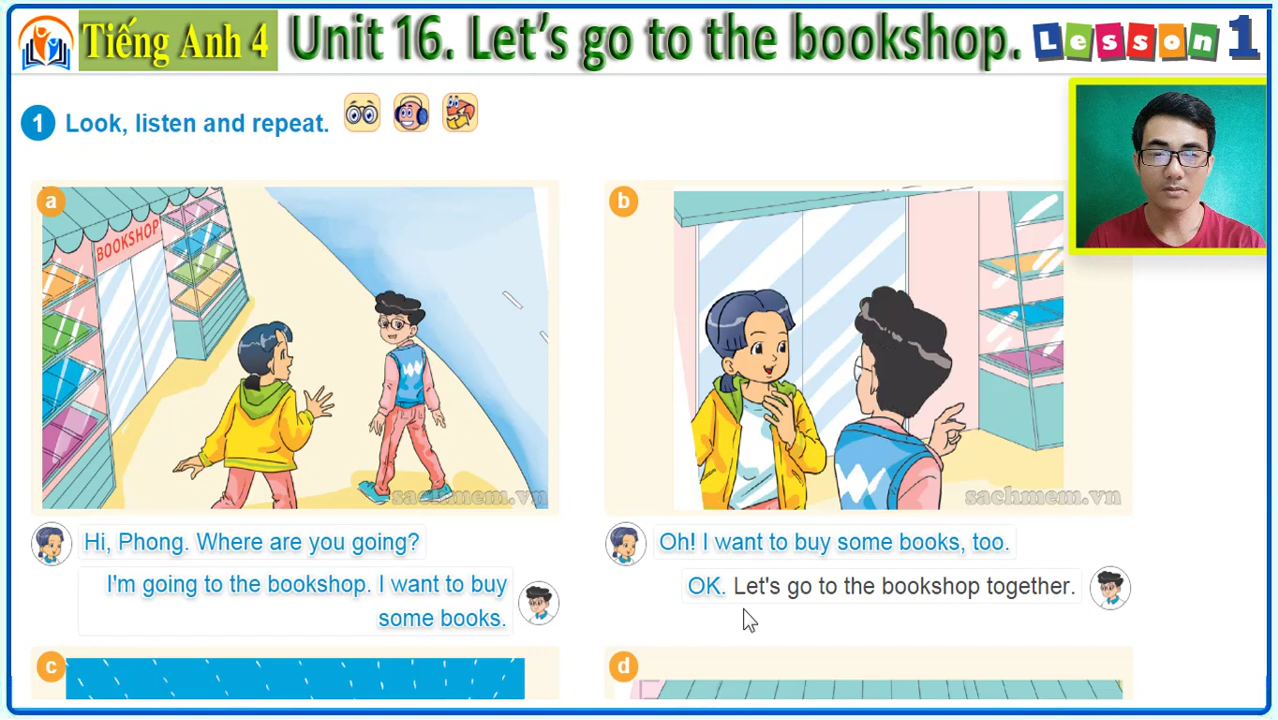 Tiếng Anh 4
Unit 16. Let's go to the bookshop.
Lesson 1
1 Look, listen and repeat.
a
BOOKSHOP
sachmem.vn
Hi, Phong. Where are you going?
I'm going to the bookshop. I want to buy
some books.
b
sachmem.vn
Oh! I want to buy some books, too.
OK. Let's go to the bookshop together.
c
d